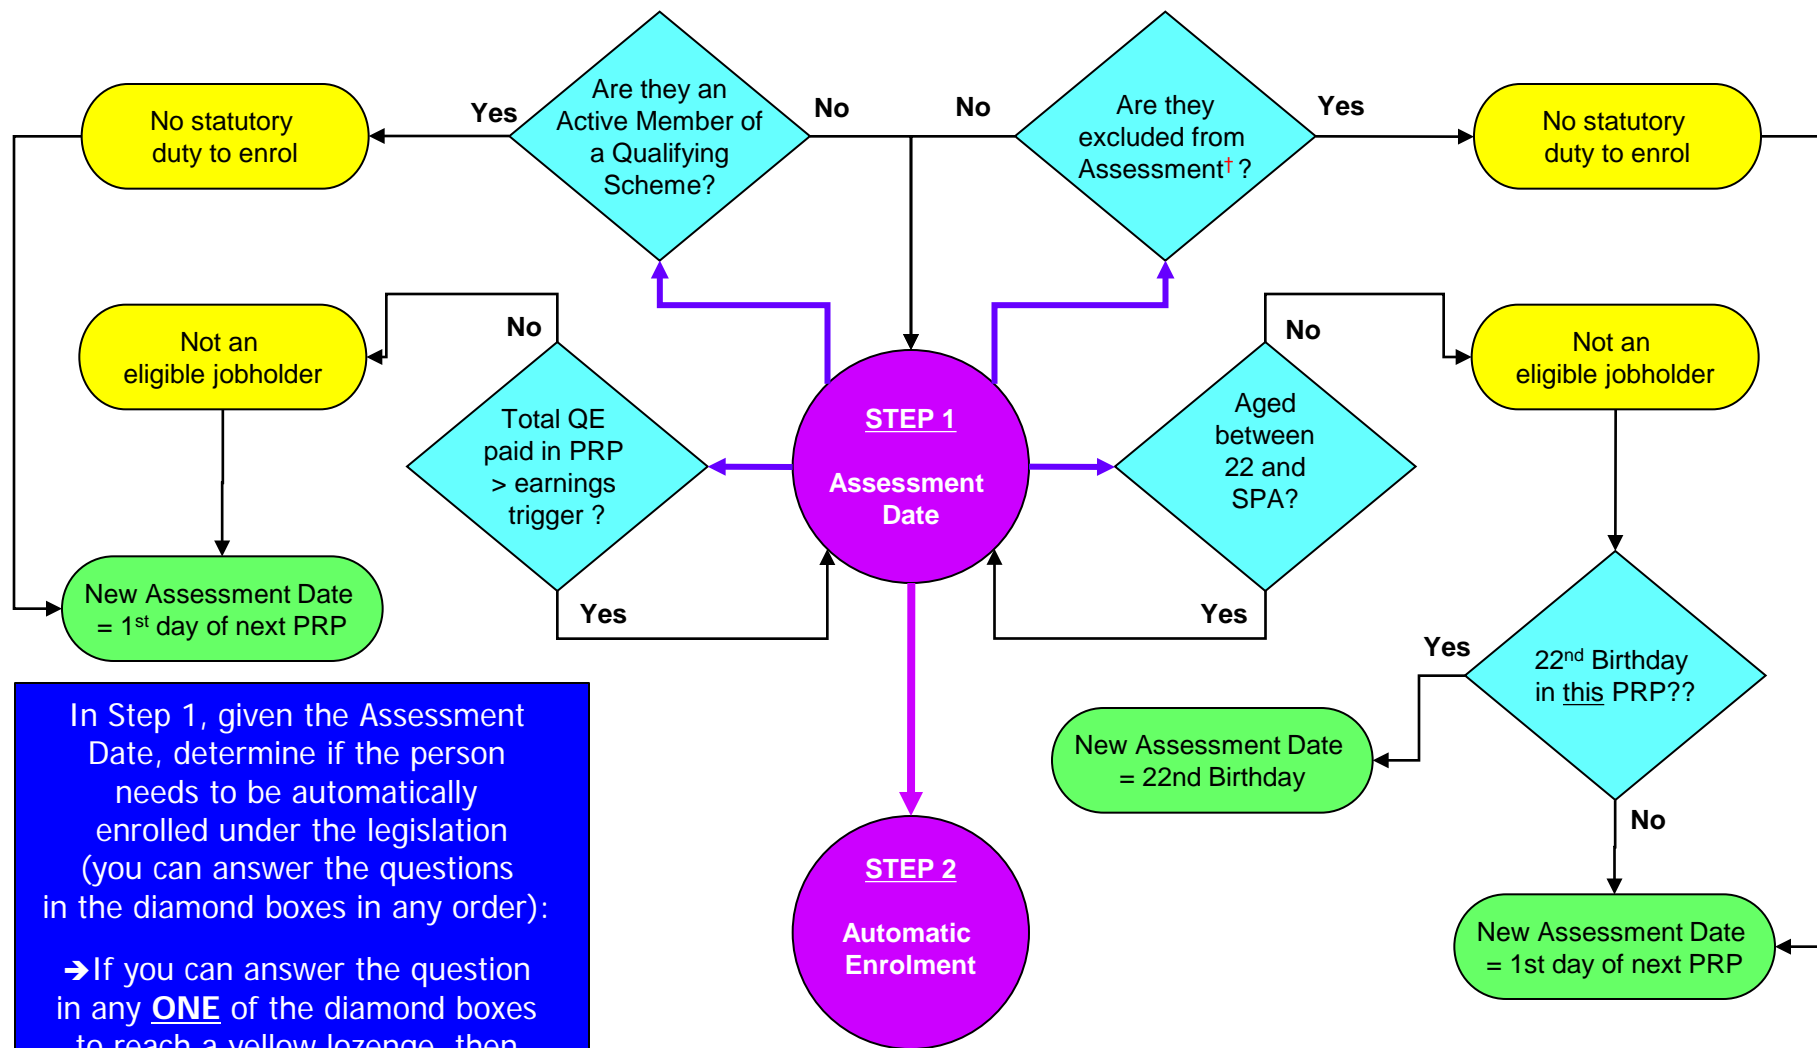 Are they an
Active Member of
a Qualifying
Scheme?
Yes
No
No statutory
duty to enrol
Are they
excluded from
Assessment† ?
No
Yes
No statutory
duty to enrol
No
Not an
eligible jobholder
Total QE
paid in PRP
> earnings
trigger ?
Yes
New Assessment Date
= 1st day of next PRP
STEP 1
Assessment
Date
No
Aged
between
22 and
SPA?
Yes
Not an
eligible jobholder
Yes
22nd Birthday
in this PRP??
No
New Assessment Date
= 22nd Birthday
New Assessment Date
= 1st day of next PRP
STEP 2
Automatic
Enrolment
In Step 1, given the Assessment
Date, determine if the person
needs to be automatically
enrolled under the legislation
(you can answer the questions
in the diamond boxes in any order):
➔If you can answer the question
in any ONE of the diamond boxes
to reach a yellow lozenge, then